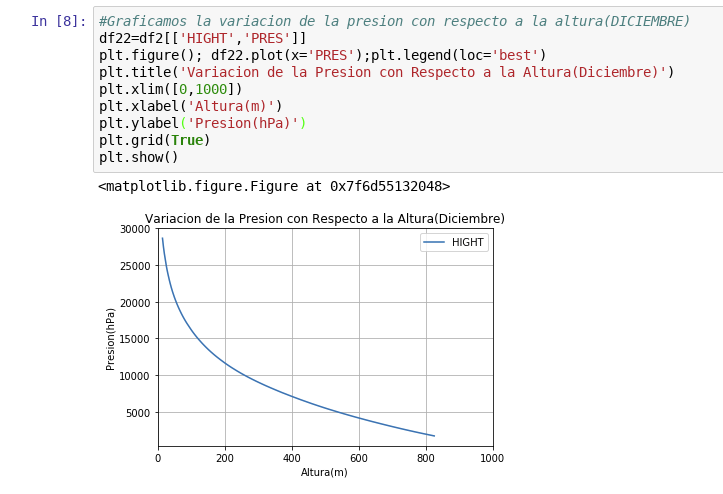 In [8]: #Graficamos la variacion de la presion con respecto a la altura(DICIEMBRE)
df22=df2[['HIGHT','PRES']]
plt.figure(); df22.plot(x='PRES');plt.legend(loc='best')
plt.title('Variacion de la Presion con Respecto a la Altura(Diciembre)')
plt.xlim([0,1000])
plt.xlabel('Altura(m)')
plt.ylabel('Presion(hPa)')
plt.grid(True)
plt.show()
<matplotlib.figure.Figure at 0x7f6d55132048>
Variacion de la Presion con Respecto a la Altura(Diciembre)
30000
HIGHT
25000
20000
15000
10000
5000
Presion(hPa)
0 200 400 600 800 1000
Altura(m)